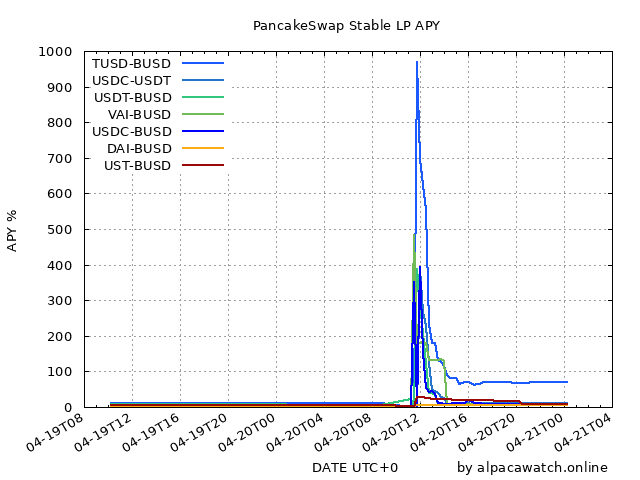 PancakeSwap Stable LP APY
1000
900
800
700
600
500
400
300
200
100
0
APY %
TUSD-BUSD
USDC-USDT
USDT-BUSD
VAI-BUSD
USDC-BUSD
DAI-BUSD
UST-BUSD
04-19T08
04-19T12
04-19T16
04-19T20
04-20T00
04-20T04
04-20T08
04-20T12
04-20T16
04-20T20
04-21T00
04-21T04
DATE UTC+0
by alpacawatch.online